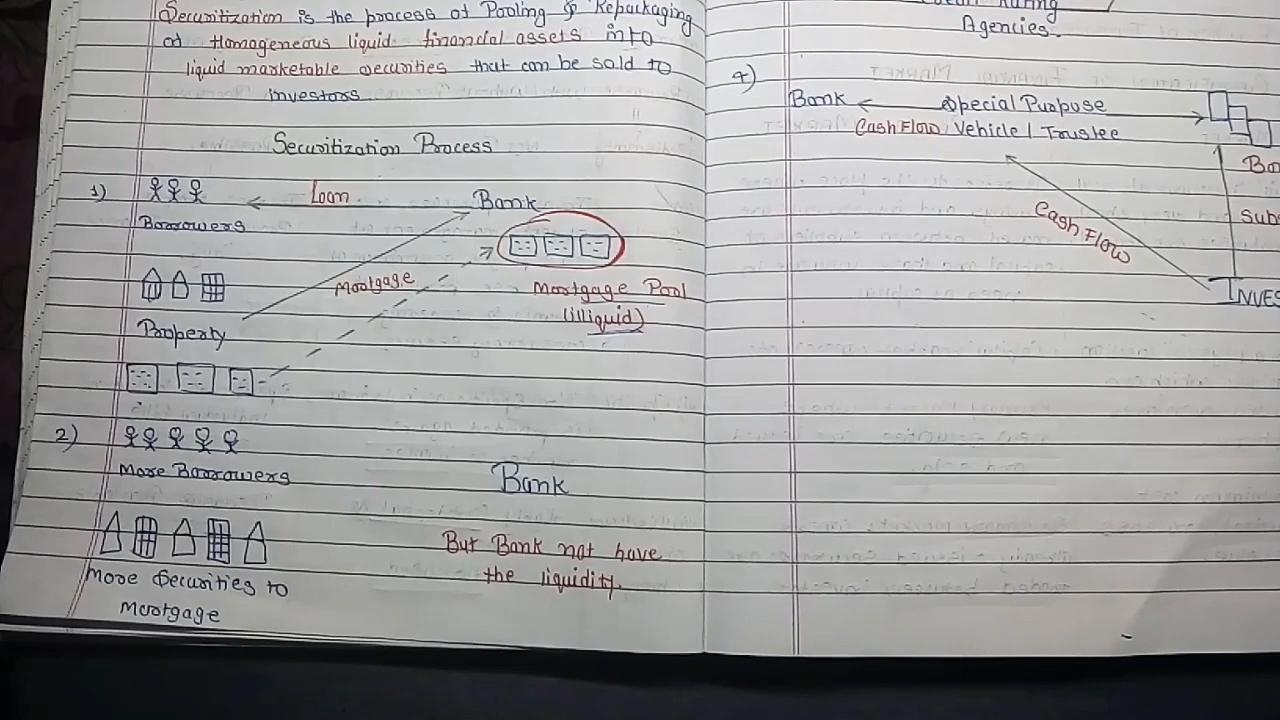 Securitization is the process of Pooling & Repackaging
of Homogeneous liquid financial assets into
liquid marketable securities that can be sold to
investors
Securitization Process
1)
Loan
Bank
Borrowers
Mortgage
Mortgage Pool
(illiquid)
Property
2)
More Borrowers
Bank
But Bank not have
the liquidity.
More Securities to
Mortgage
Rating
Agencies.
4)
Bank
Special Purpose
Cash Flow Vehicle / Trustee
Cash Flow